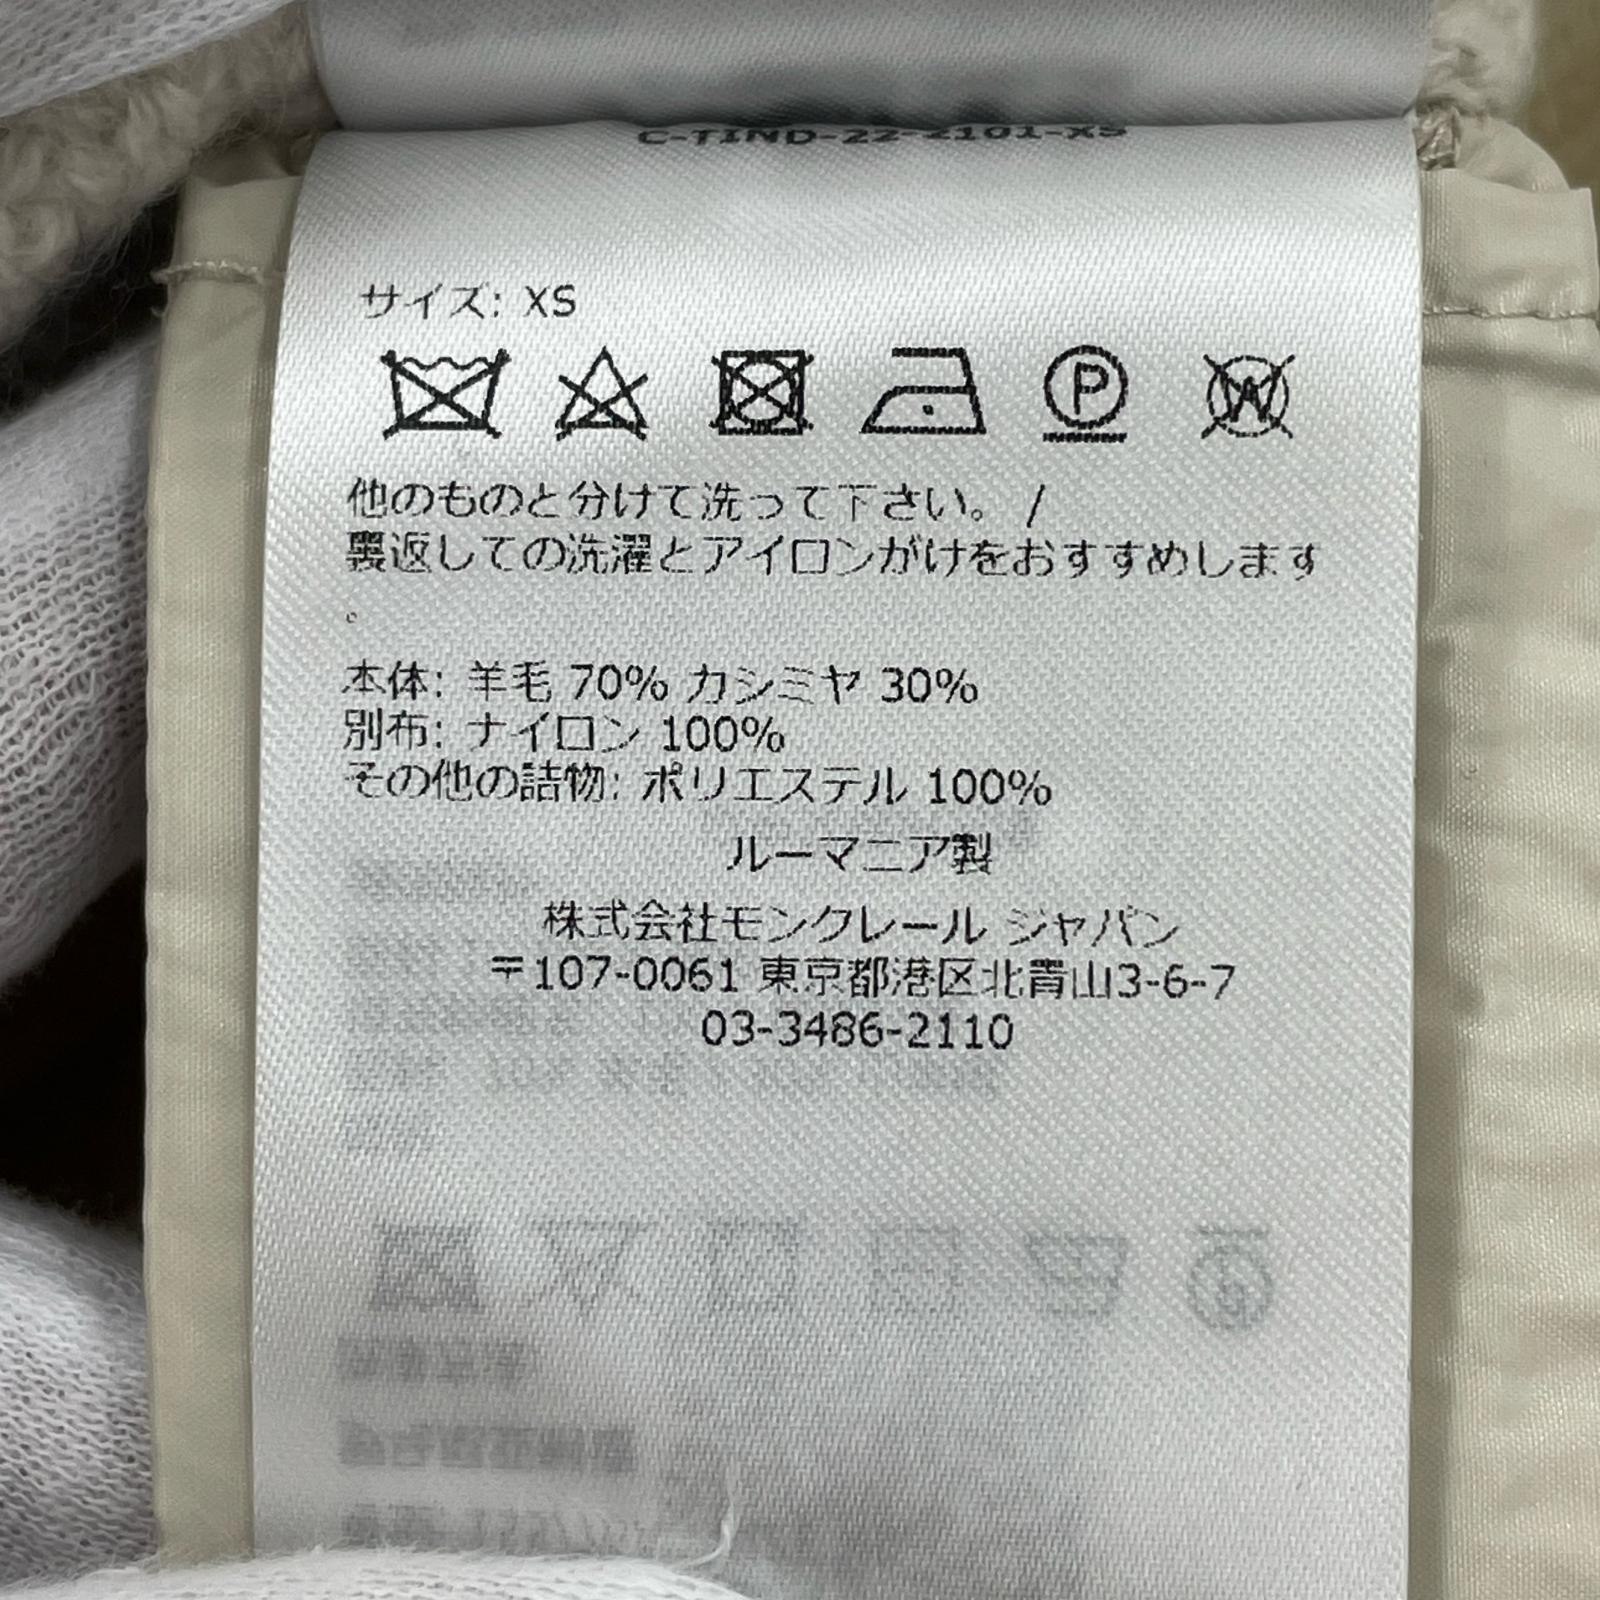 C-TIND-22-2101-XS
サイズ: XS
P
W
他のものと分けて洗って下さい。 /
裏返しての洗濯とアイロンがけをおすすめします
。
本体: 羊毛 70% カシミヤ 30%
別布: ナイロン 100%
その他の詰物: ポリエステル 100%
ルーマニア製
株式会社モンクレール ジャパン
〒107-0061 東京都港区北青山3-6-7
03-3486-2110